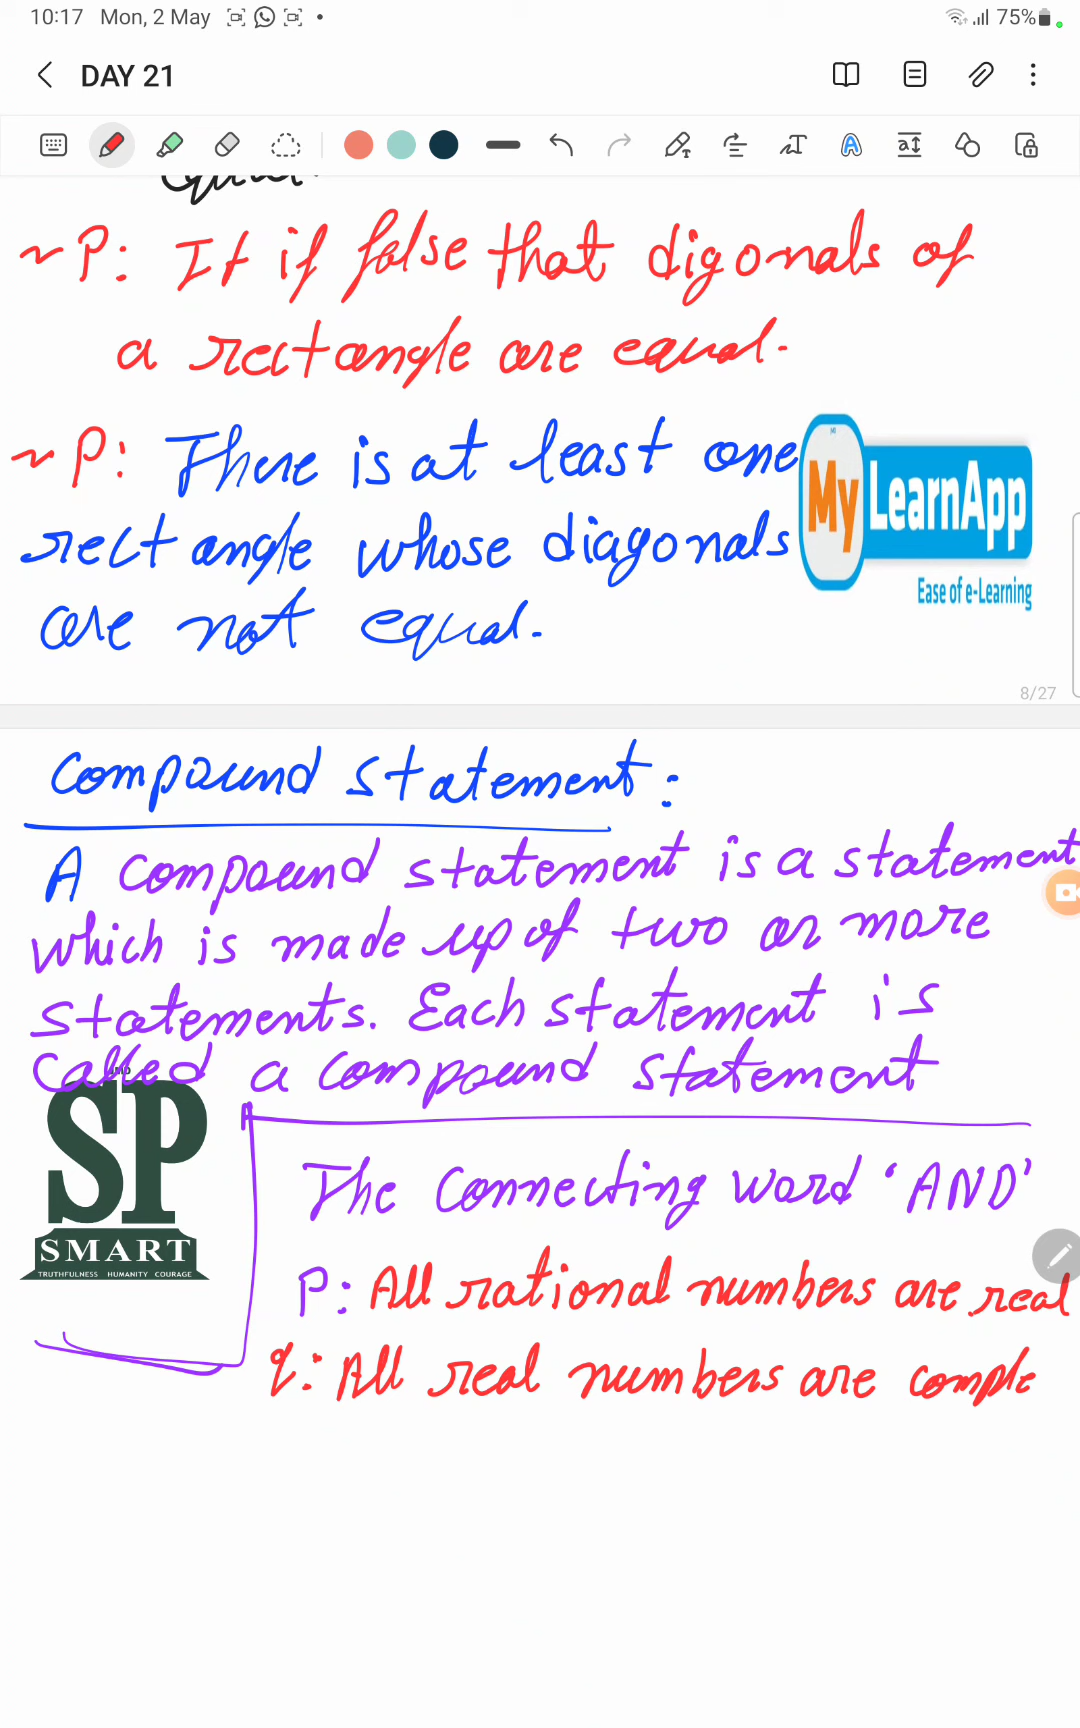 10:17 Mon, 2 May 75%
DAY 21
~P: It if false that digonals of
a rectangle are equal.
~P: There is at least one
rectangle whose diagonals
are not equal.
My LearnApp
Ease of e-Learning
8/27
Compound statement:
A compound statement is a statement
which is made up of two or more
statements. Each statement is
called a compound statement
SP
SMART
TRUTHFULNESS HUMANITY COURAGE
The connecting word 'AND'
P: All rational numbers are real
q: All real numbers are comple